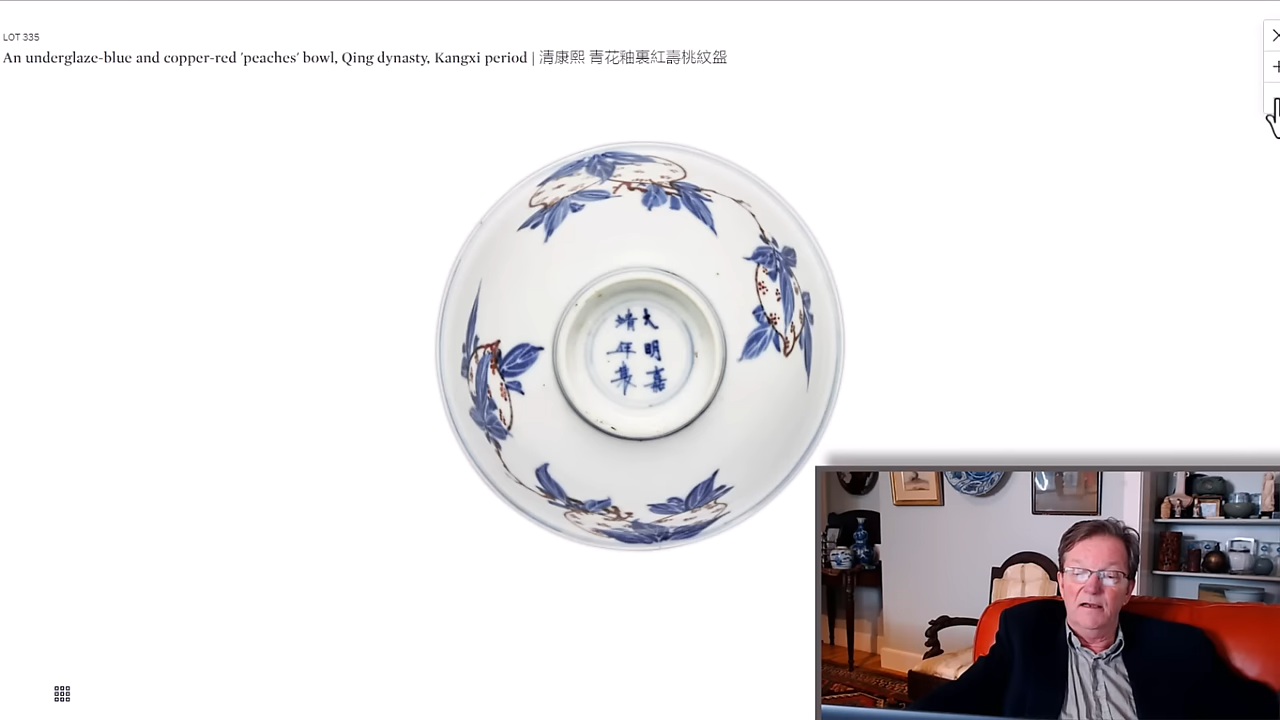 LOT 335
An underglaze-blue and copper-red 'peaches' bowl, Qing dynasty, Kangxi period | 清康熙 青花釉裏紅壽桃紋盌
大明嘉
靖年製